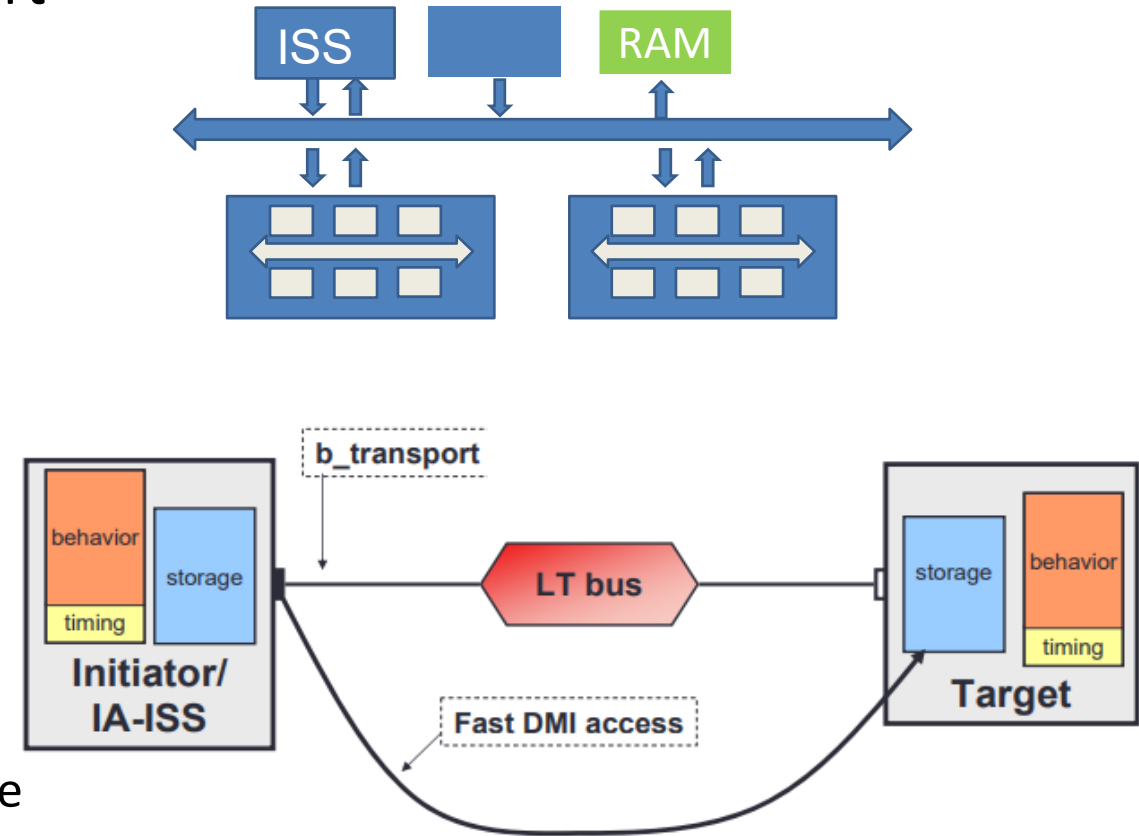 ISS
RAM
b_transport
behavior
storage
timing
Initiator/
IA-ISS
LT bus
storage
behavior
timing
Target
Fast DMI access
e